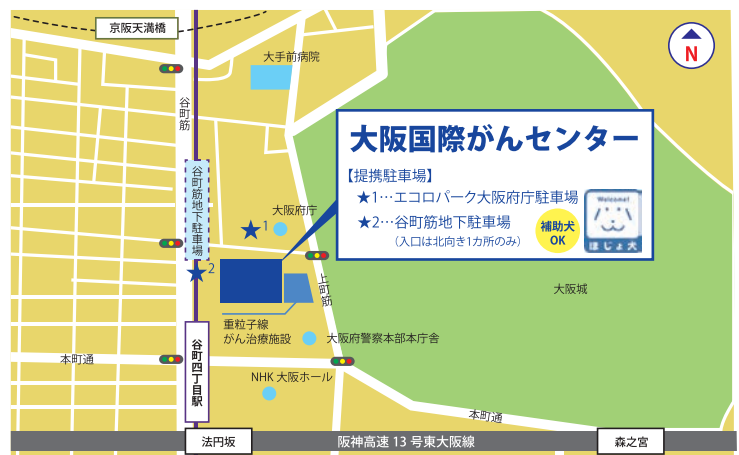 京阪天満橋
N
大手前病院
谷町筋
大阪国際がんセンター
【提携駐車場】
★1…エコロパーク大阪府庁駐車場
★2…谷町筋地下駐車場
(入口は北向き1カ所のみ)
補助犬
OK
Welcome!
ほじょ犬
谷町筋地下駐車場
大阪府庁
★1
★2
上町筋
大阪城
重粒子線
がん治療施設
大阪府警察本部本庁舎
谷町四丁目駅
本町通
NHK 大阪ホール
本町通
法円坂
阪神高速 13 号東大阪線
森之宮